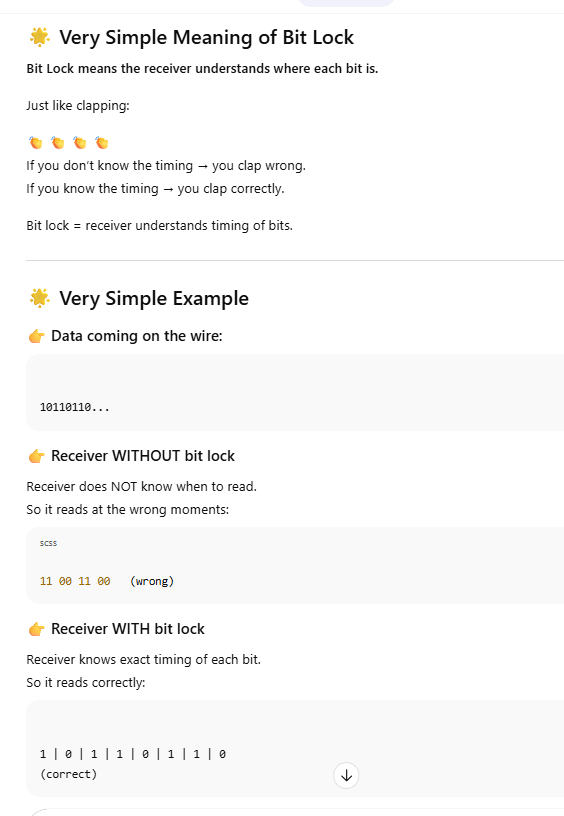 🌟 Very Simple Meaning of Bit Lock
Bit Lock means the receiver understands where each bit is.
Just like clapping:
👏 👏 👏 👏
If you don't know the timing → you clap wrong.
If you know the timing → you clap correctly.
Bit lock = receiver understands timing of bits.
🌟 Very Simple Example
👉 Data coming on the wire:
10110110...
👉 Receiver WITHOUT bit lock
Receiver does NOT know when to read.
So it reads at the wrong moments:
scss
11 00 11 00   (wrong)
👉 Receiver WITH bit lock
Receiver knows exact timing of each bit.
So it reads correctly:
1 | 0 | 1 | 1 | 0 | 1 | 1 | 0
(correct)